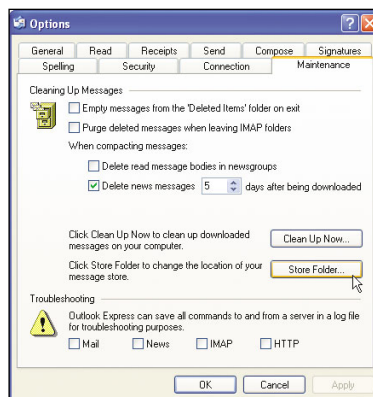 Options
General Read Receipts Send Compose Signatures
Spelling Security Connection Maintenance
Cleaning Up Messages
Empty messages from the 'Deleted Items' folder on exit
Purge deleted messages when leaving IMAP folders
When compacting messages:
Delete read message bodies in newsgroups
Delete news messages 5 days after being downloaded
Click Clean Up Now to clean up downloaded
messages on your computer.
Clean Up Now...
Click Store Folder to change the location of your
message store.
Store Folder...
Troubleshooting
Outlook Express can save all commands to and from a server in a log file
for troubleshooting purposes.
Mail News IMAP HTTP
OK Cancel Apply